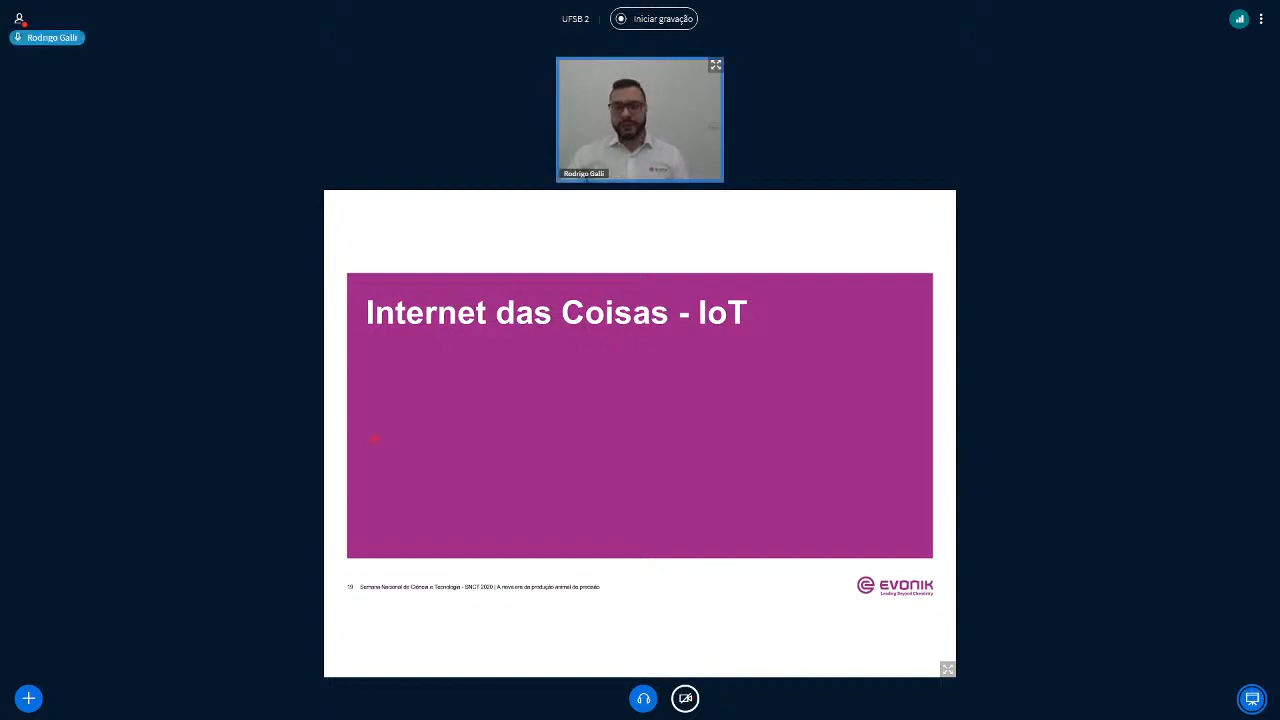 UFSB 2
Iniciar gravação
Rodrigo Galli
Rodrigo Galli
Internet das Coisas - IoT
19 Semana Nacional de Ciência e Tecnologia - SNCT 2020 | A nova era da produção animal de precisão
EVONIK
Leading Beyond Chemistry